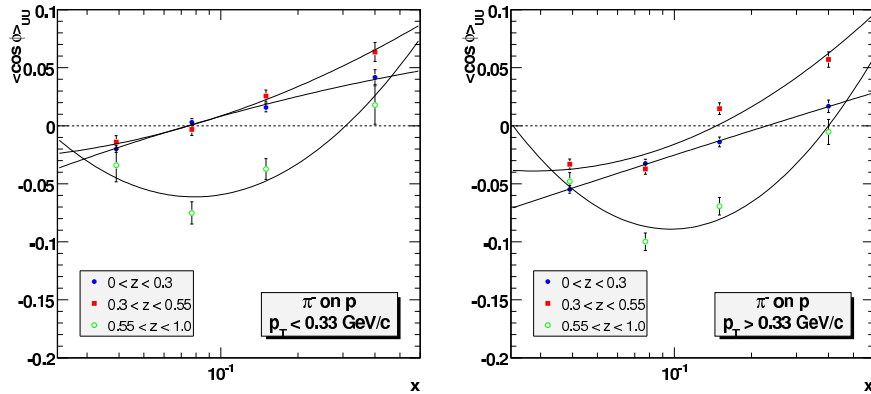 <cos ϕ>UU
0.1
0.05
0
-0.05
-0.1
-0.15
-0.2
0 < z < 0.3
0.3 < z < 0.55
0.55 < z < 1.0
π- on p
pT < 0.33 GeV/c
10-1
x
<cos ϕ>UU
0.1
0.05
0
-0.05
-0.1
-0.15
-0.2
0 < z < 0.3
0.3 < z < 0.55
0.55 < z < 1.0
π- on p
pT > 0.33 GeV/c
10-1
x